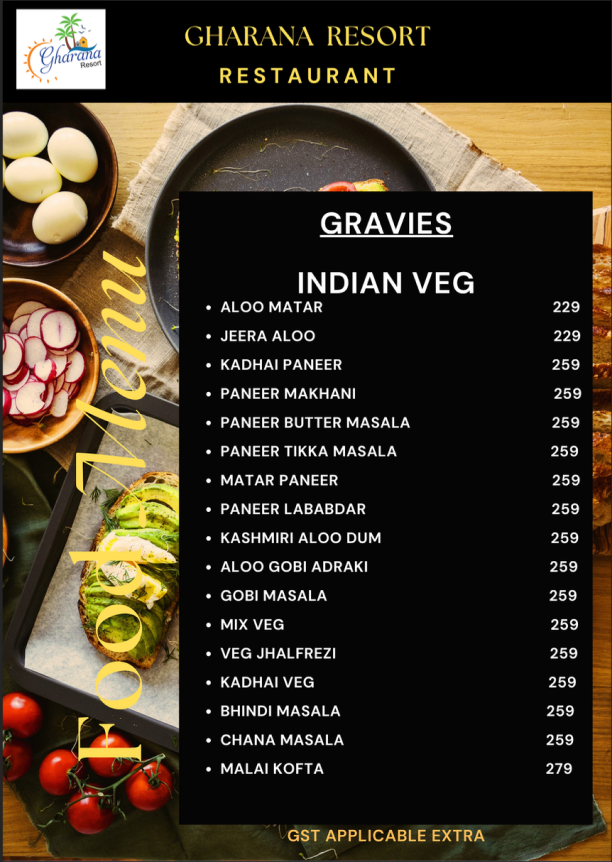 Gharana
Resort
GHARANA RESORT
RESTAURANT
Food Menu
GRAVIES
INDIAN VEG
• ALOO MATAR 229
• JEERA ALOO 229
• KADHAI PANEER 259
• PANEER MAKHANI 259
• PANEER BUTTER MASALA 259
• PANEER TIKKA MASALA 259
• MATAR PANEER 259
• PANEER LABABDAR 259
• KASHMIRI ALOO DUM 259
• ALOO GOBI ADRAKI 259
• GOBI MASALA 259
• MIX VEG 259
• VEG JHALFREZI 259
• KADHAI VEG 259
• BHINDI MASALA 259
• CHANA MASALA 259
• MALAI KOFTA 279
GST APPLICABLE EXTRA